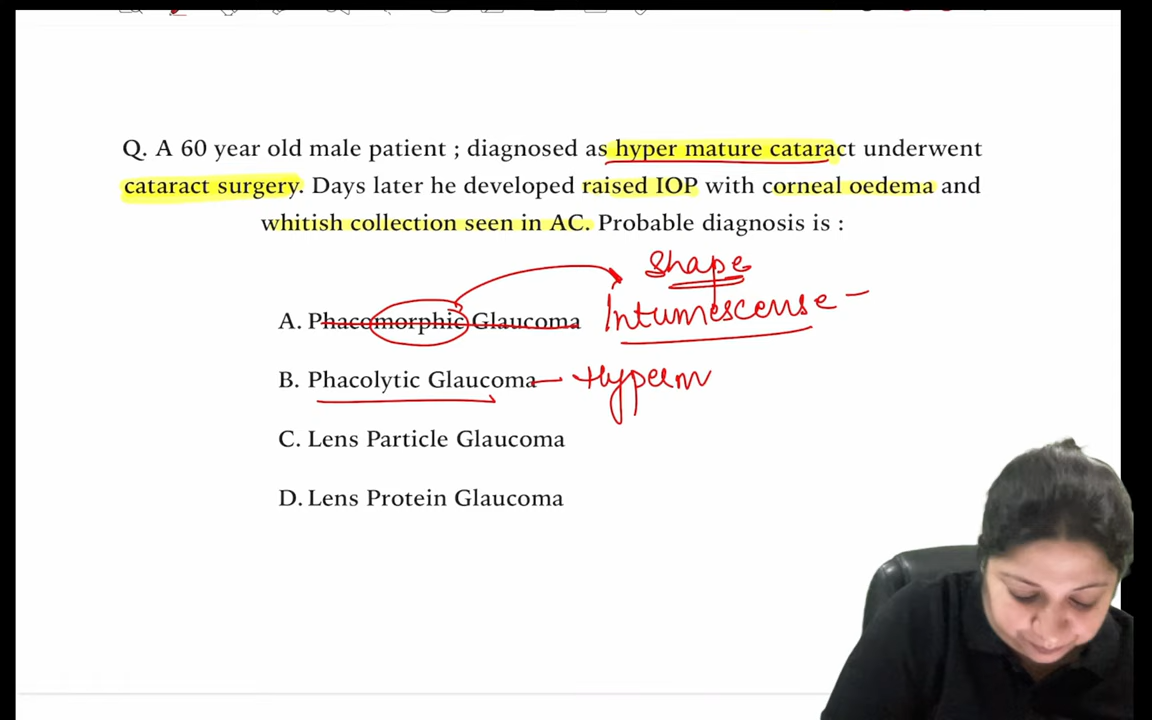 Q. A 60 year old male patient ; diagnosed as hyper mature cataract underwent
cataract surgery. Days later he developed raised IOP with corneal oedema and
whitish collection seen in AC. Probable diagnosis is :
Shape
A. Phacomorphic Glaucoma Intumescense -
B. Phacolytic Glaucoma - Hyperm
C. Lens Particle Glaucoma
D. Lens Protein Glaucoma